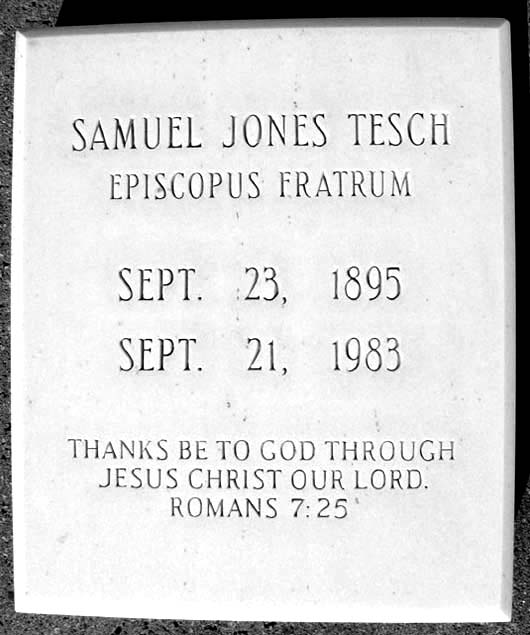 SAMUEL JONES TESCH
EPISCOPUS FRATRUM
SEPT. 23, 1895
SEPT. 21, 1983
THANKS BE TO GOD THROUGH
JESUS CHRIST OUR LORD.
ROMANS 7:25